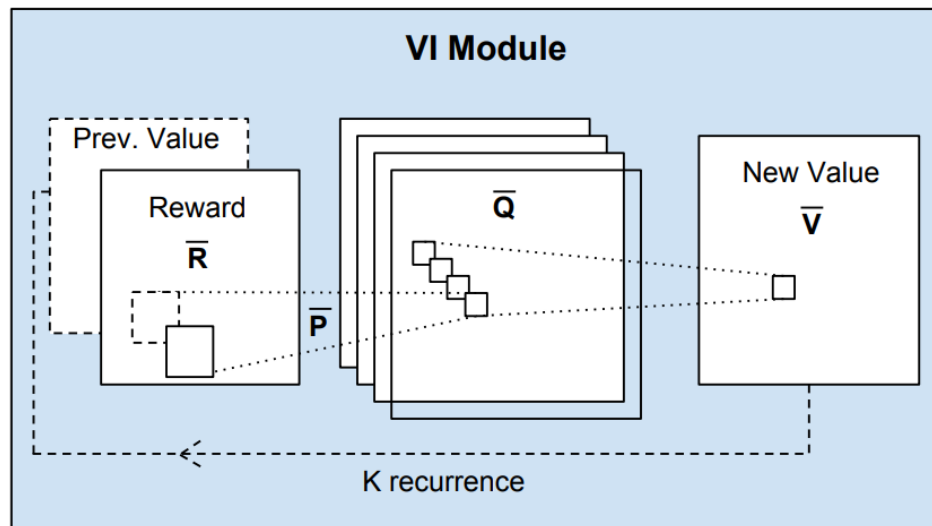 VI Module
Prev. Value
Reward
R̅
P̅
Q̅
New Value
V̅
K recurrence